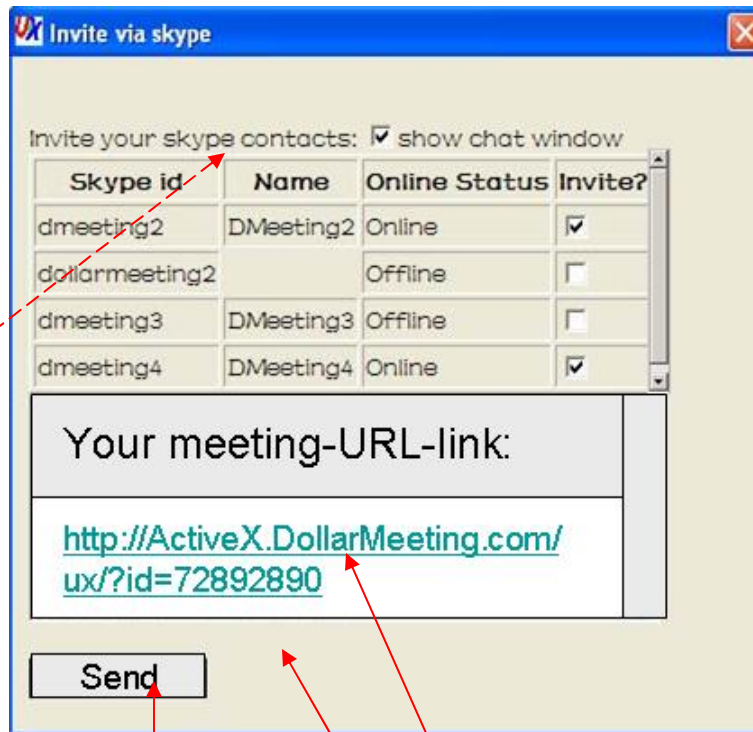 UX Invite via skype
Invite your skype contacts: show chat window
Skype id Name Online Status Invite?
dmeeting2 DMeeting2 Online
dollarmeeting2 Offline
dmeeting3 DMeeting3 Offline
dmeeting4 DMeeting4 Online
Your meeting-URL-link:
http://ActiveX.DollarMeeting.com/
ux/?id=72892890
Send